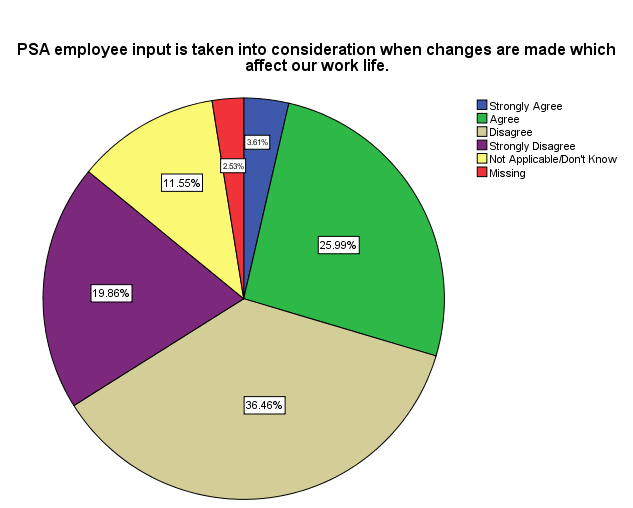 PSA employee input is taken into consideration when changes are made which
affect our work life.
Strongly Agree
Agree
Disagree
Strongly Disagree
Not Applicable/Don't Know
Missing
3.61%
2.53%
11.55%
25.99%
19.86%
36.46%